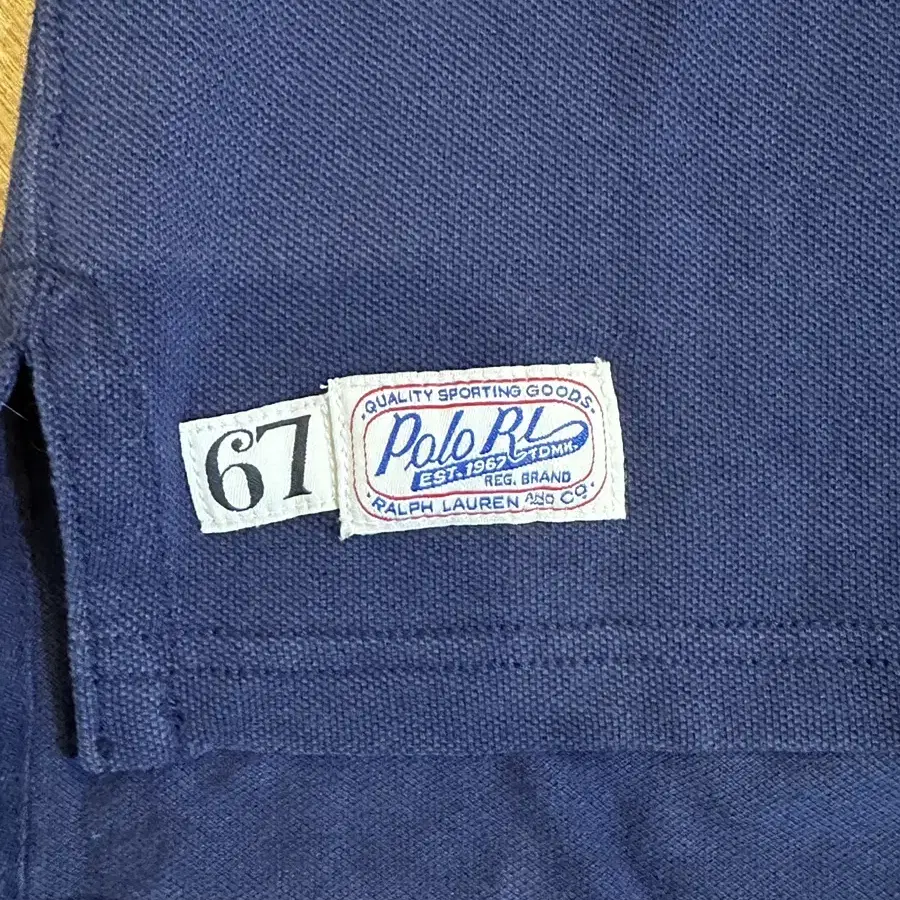 67
·QUALITY SPORTING GOODS·
Polo RL
EST. 1967 TDMK.
REG. BRAND
·RALPH LAUREN AND CO.·